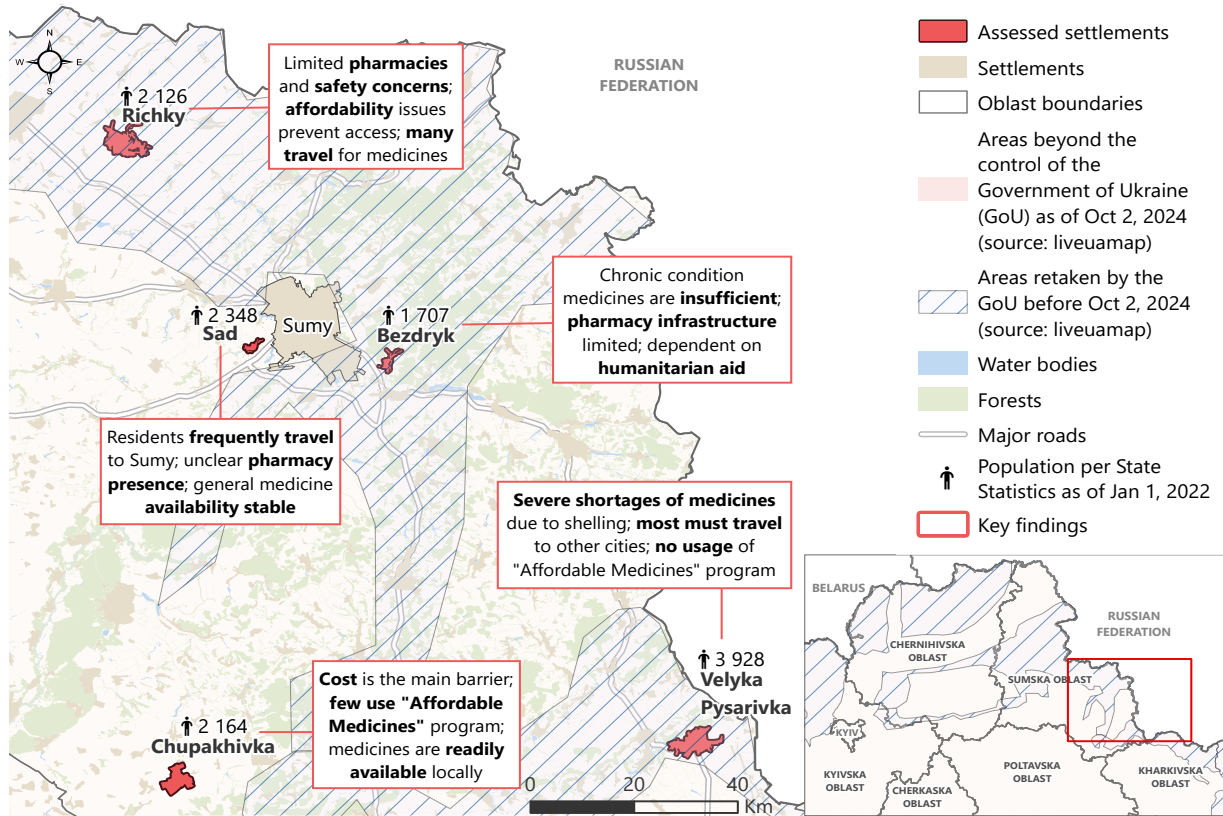 N
W
E
S
2 126
Richky
Limited pharmacies
and safety concerns;
affordability issues
prevent access; many
travel for medicines
RUSSIAN
FEDERATION
2 348
Sad
Sumy
1 707
Bezdryk
Chronic condition
medicines are insufficient;
pharmacy infrastructure
limited; dependent on
humanitarian aid
Residents frequently travel
to Sumy; unclear pharmacy
presence; general medicine
availability stable
Severe shortages of medicines
due to shelling; most must travel
to other cities; no usage of
"Affordable Medicines" program
3 928
Velyka
Pysarivka
2 164
Chupakhivka
Cost is the main barrier;
few use "Affordable
Medicines" program;
medicines are readily
available locally
0 20 40
Km
Assessed settlements
Settlements
Oblast boundaries
Areas beyond the
control of the
Government of Ukraine
(GoU) as of Oct 2, 2024
(source: liveuamap)
Areas retaken by the
GoU before Oct 2, 2024
(source: liveuamap)
Water bodies
Forests
Major roads
Population per State
Statistics as of Jan 1, 2022
Key findings
BELARUS
RUSSIAN
FEDERATION
CHERNIHIVSKA
OBLAST
SUMSKA OBLAST
KYIV
KYIVSKA
OBLAST
CHERKASKA
OBLAST
POLTAVSKA
OBLAST
KHARKIVSKA
OBLAST